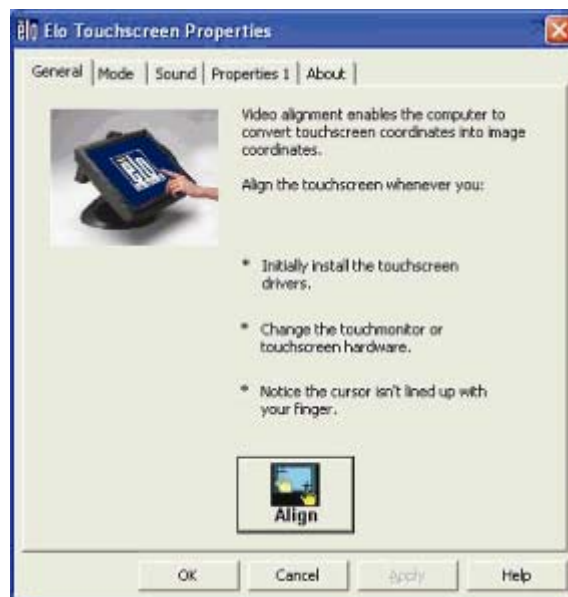 elo Elo Touchscreen Properties
General Mode Sound Properties 1 About
Video alignment enables the computer to
convert touchscreen coordinates into image
coordinates.
Align the touchscreen whenever you:
* Initially install the touchscreen
drivers.
* Change the touchmonitor or
touchscreen hardware.
* Notice the cursor isn't lined up with
your finger.
Align
OK Cancel Apply Help